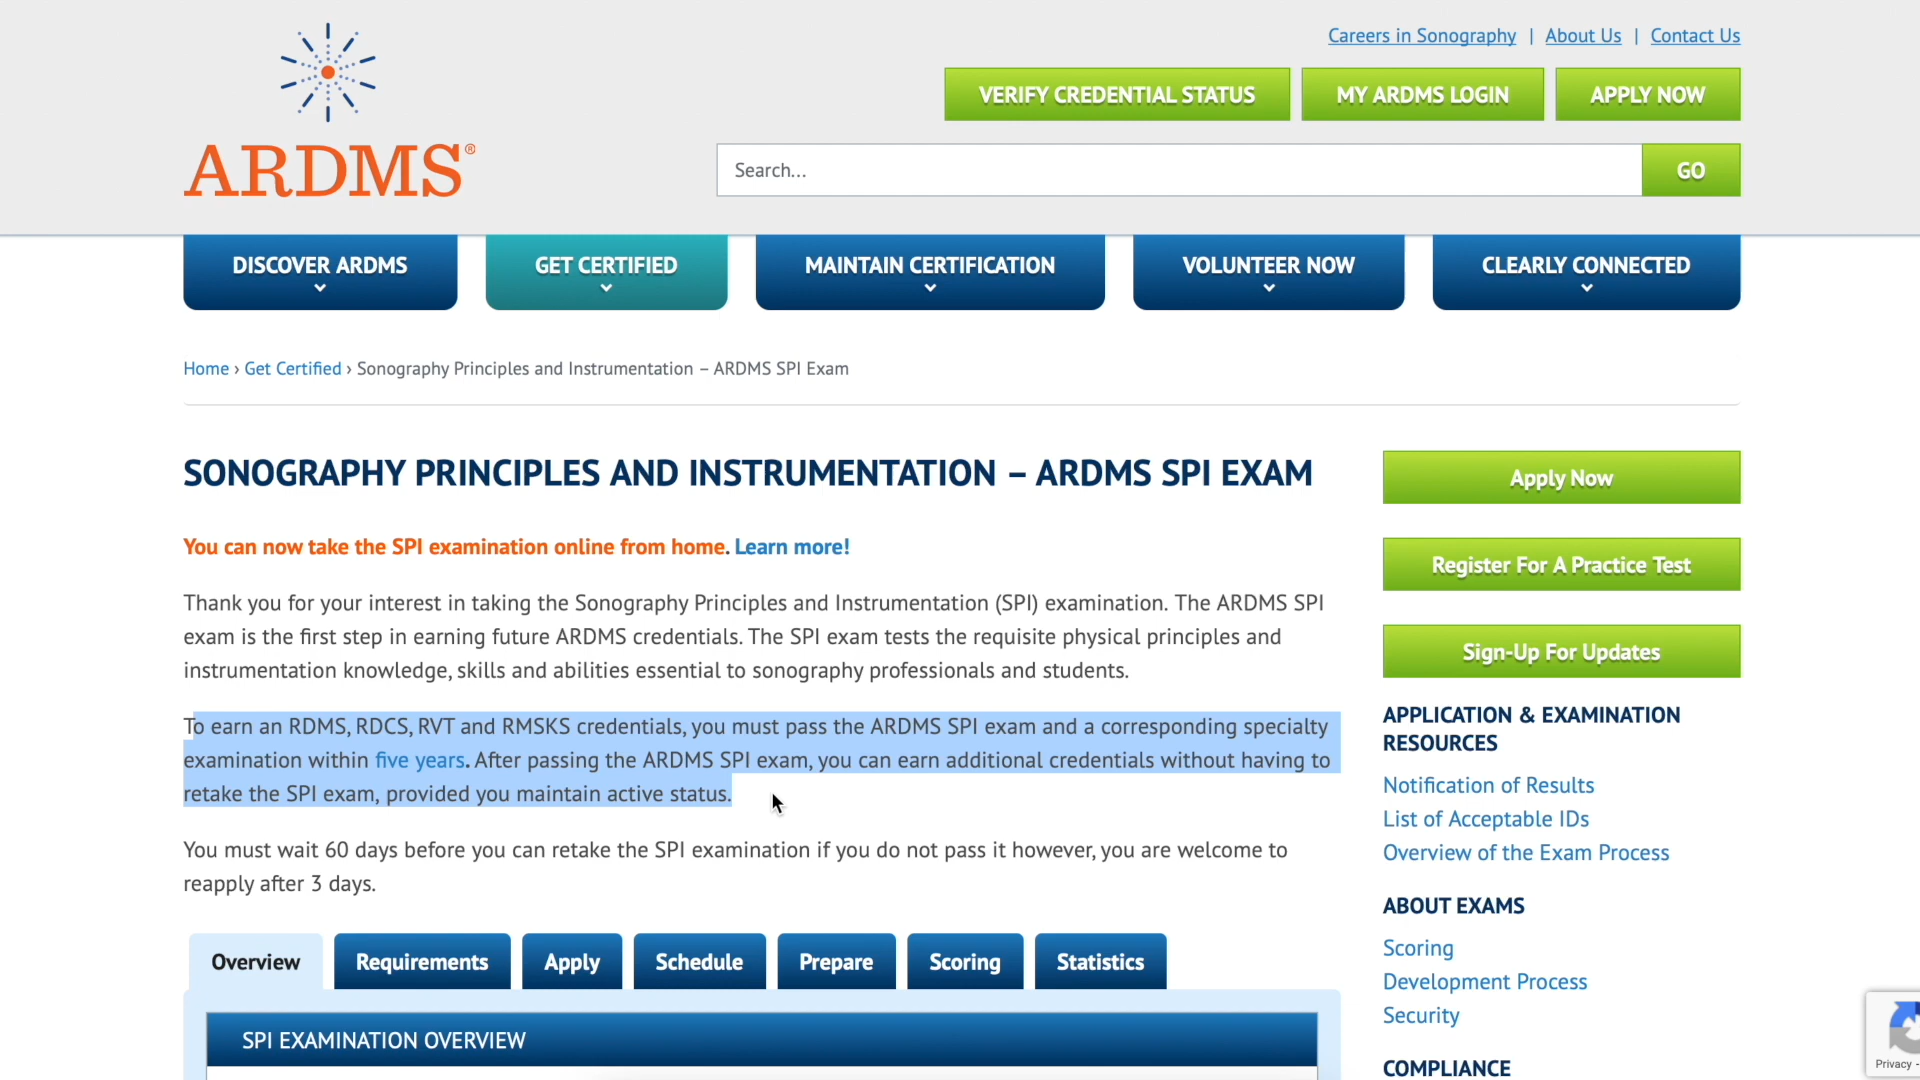 Careers in Sonography | About Us | Contact Us
VERIFY CREDENTIAL STATUS
MY ARDMS LOGIN
APPLY NOW
ARDMS®
Search...
GO
DISCOVER ARDMS
GET CERTIFIED
MAINTAIN CERTIFICATION
VOLUNTEER NOW
CLEARLY CONNECTED
Home › Get Certified › Sonography Principles and Instrumentation – ARDMS SPI Exam
SONOGRAPHY PRINCIPLES AND INSTRUMENTATION – ARDMS SPI EXAM
You can now take the SPI examination online from home. Learn more!
Thank you for your interest in taking the Sonography Principles and Instrumentation (SPI) examination. The ARDMS SPI
exam is the first step in earning future ARDMS credentials. The SPI exam tests the requisite physical principles and
instrumentation knowledge, skills and abilities essential to sonography professionals and students.
To earn an RDMS, RDCS, RVT and RMSKS credentials, you must pass the ARDMS SPI exam and a corresponding specialty
examination within five years. After passing the ARDMS SPI exam, you can earn additional credentials without having to
retake the SPI exam, provided you maintain active status.
You must wait 60 days before you can retake the SPI examination if you do not pass it however, you are welcome to
reapply after 3 days.
Overview
Requirements
Apply
Schedule
Prepare
Scoring
Statistics
SPI EXAMINATION OVERVIEW
Apply Now
Register For A Practice Test
Sign-Up For Updates
APPLICATION & EXAMINATION
RESOURCES
Notification of Results
List of Acceptable IDs
Overview of the Exam Process
ABOUT EXAMS
Scoring
Development Process
Security
COMPLIANCE
Privacy -